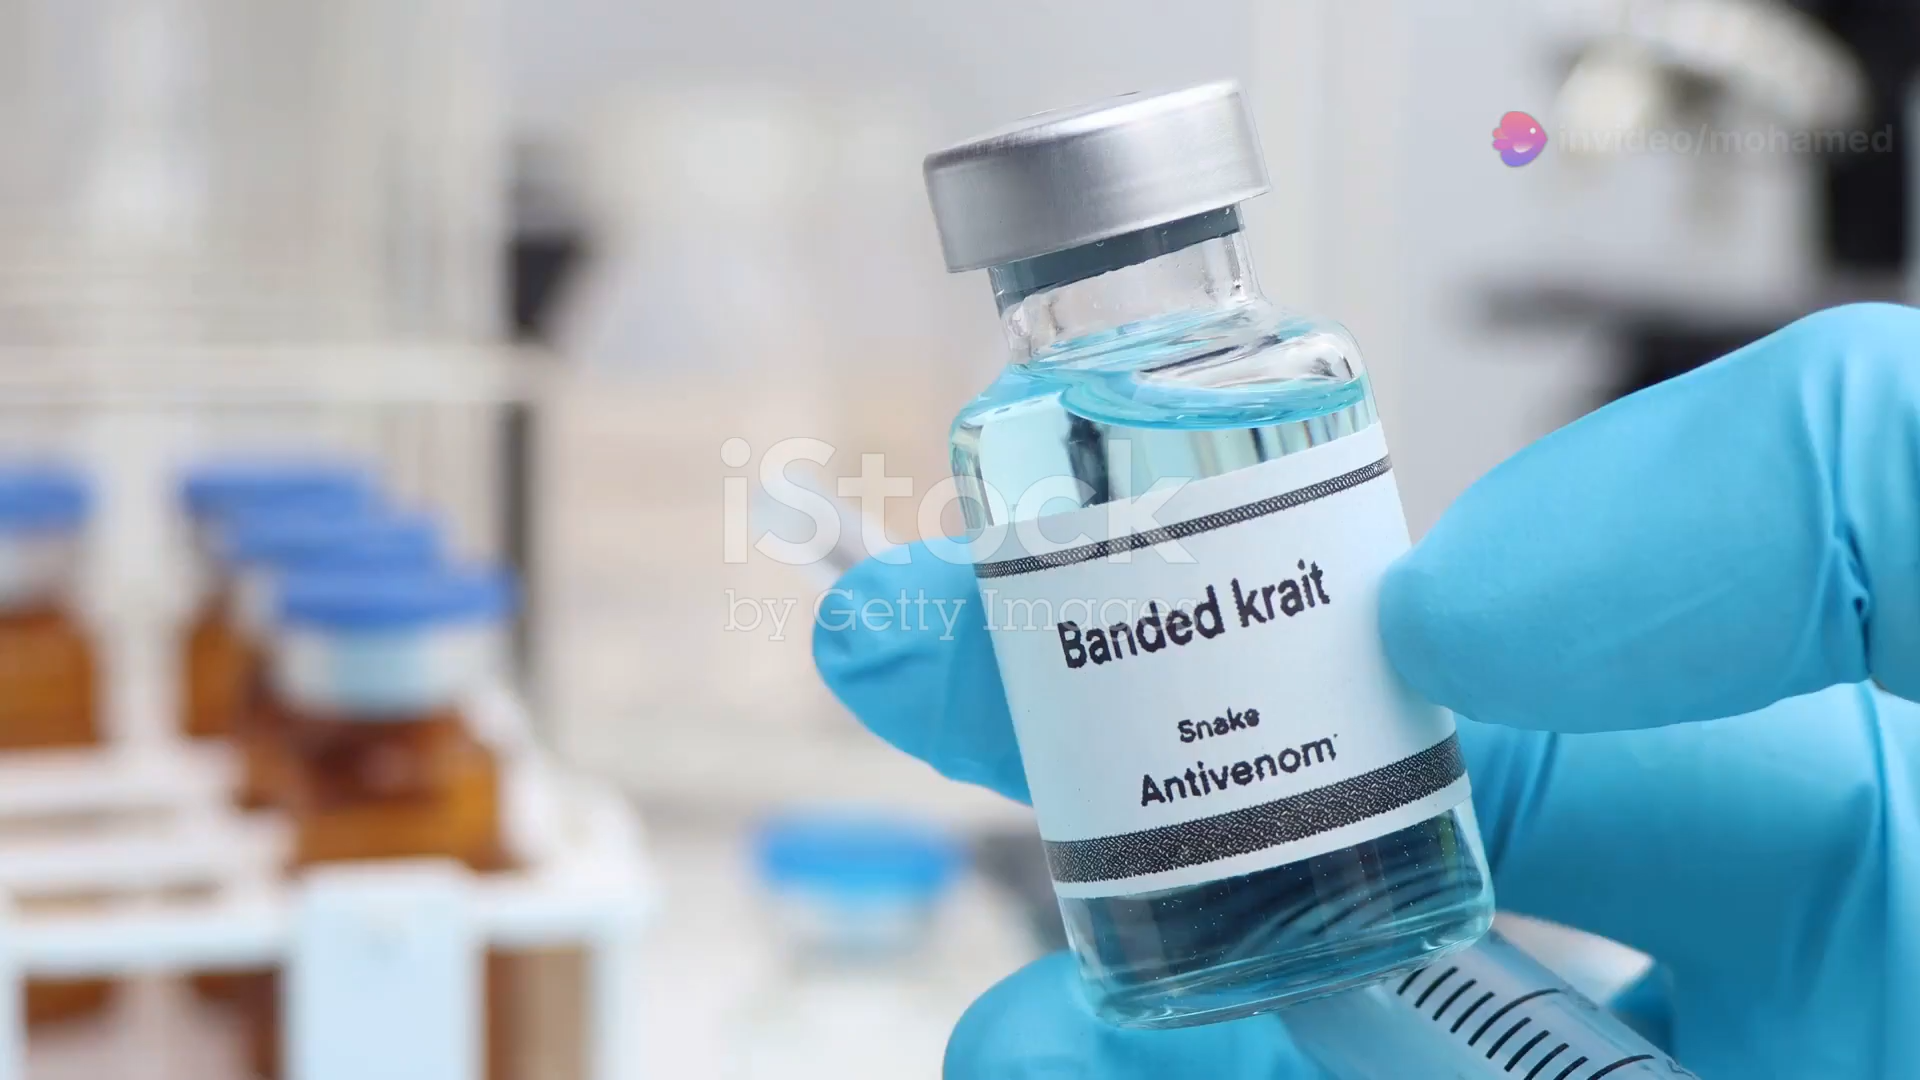 invideo/mohamed
iStock
by Getty Images
Banded krait
Snake
Antivenom